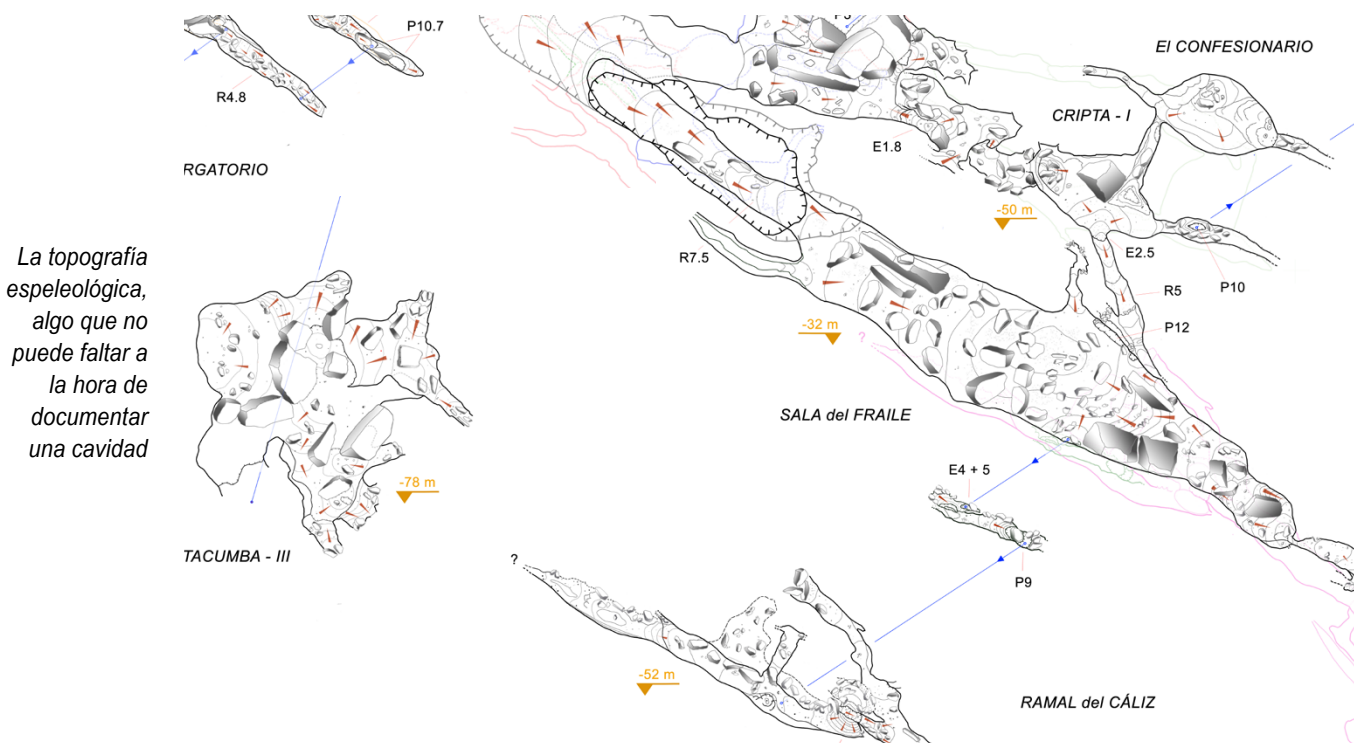 P10.7
P3
El CONFESIONARIO
R4.8
CRIPTA - I
E1.8
RGATORIO
-50 m
La topografía
espeleológica,
algo que no
puede faltar a
la hora de
documentar
una cavidad
R7.5
E2.5
P10
R5
-32 m
P12
?
SALA del FRAILE
E4 + 5
-78 m
TACUMBA - III
?
P9
-52 m
RAMAL del CÁLIZ